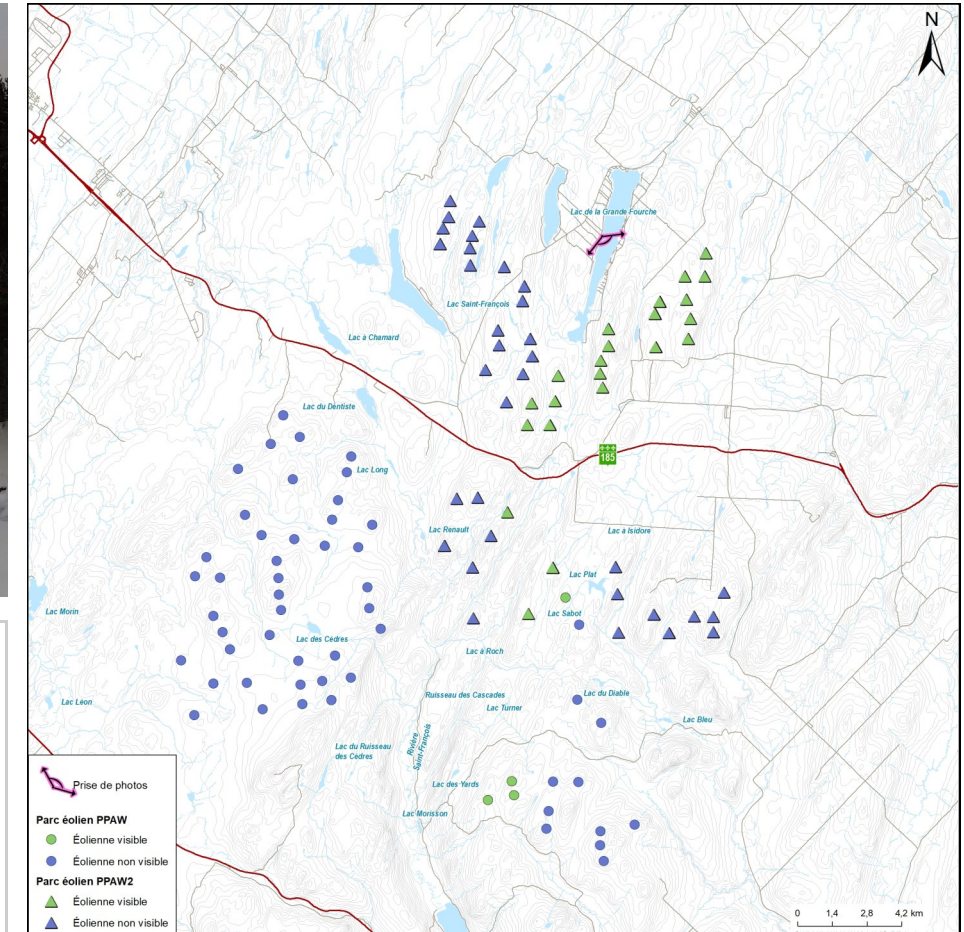 N
Lac de la Grande Fourche
Lac Saint-François
Lac à Chamard
Lac du Dentiste
Lac Long
185
Lac Renault
Lac à Isidore
Lac Plat
Lac Morin
Lac Sabot
Lac des Cèdres
Lac à Roch
Lac Léon
Ruisseau des Cascades
Lac du Diable
Lac Turner
Lac Bleu
Rivière
Saint-François
Lac du Ruisseau
des Cèdres
Lac des Yards
Lac Morisson
Prise de photos
Parc éolien PPAW
Éolienne visible
Éolienne non visible
Parc éolien PPAW2
Éolienne visible
Éolienne non visible
0 1,4 2,8 4,2 km